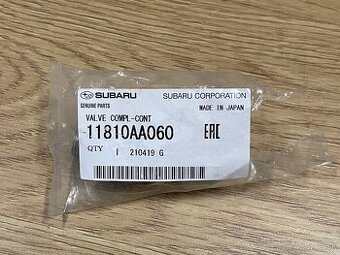 SUBARU SUBARU CORPORATION
GENUINE PARTS MADE IN JAPAN
VALVE COMPL-CONT
11810AA060 EAC
QTY 1 210419 G